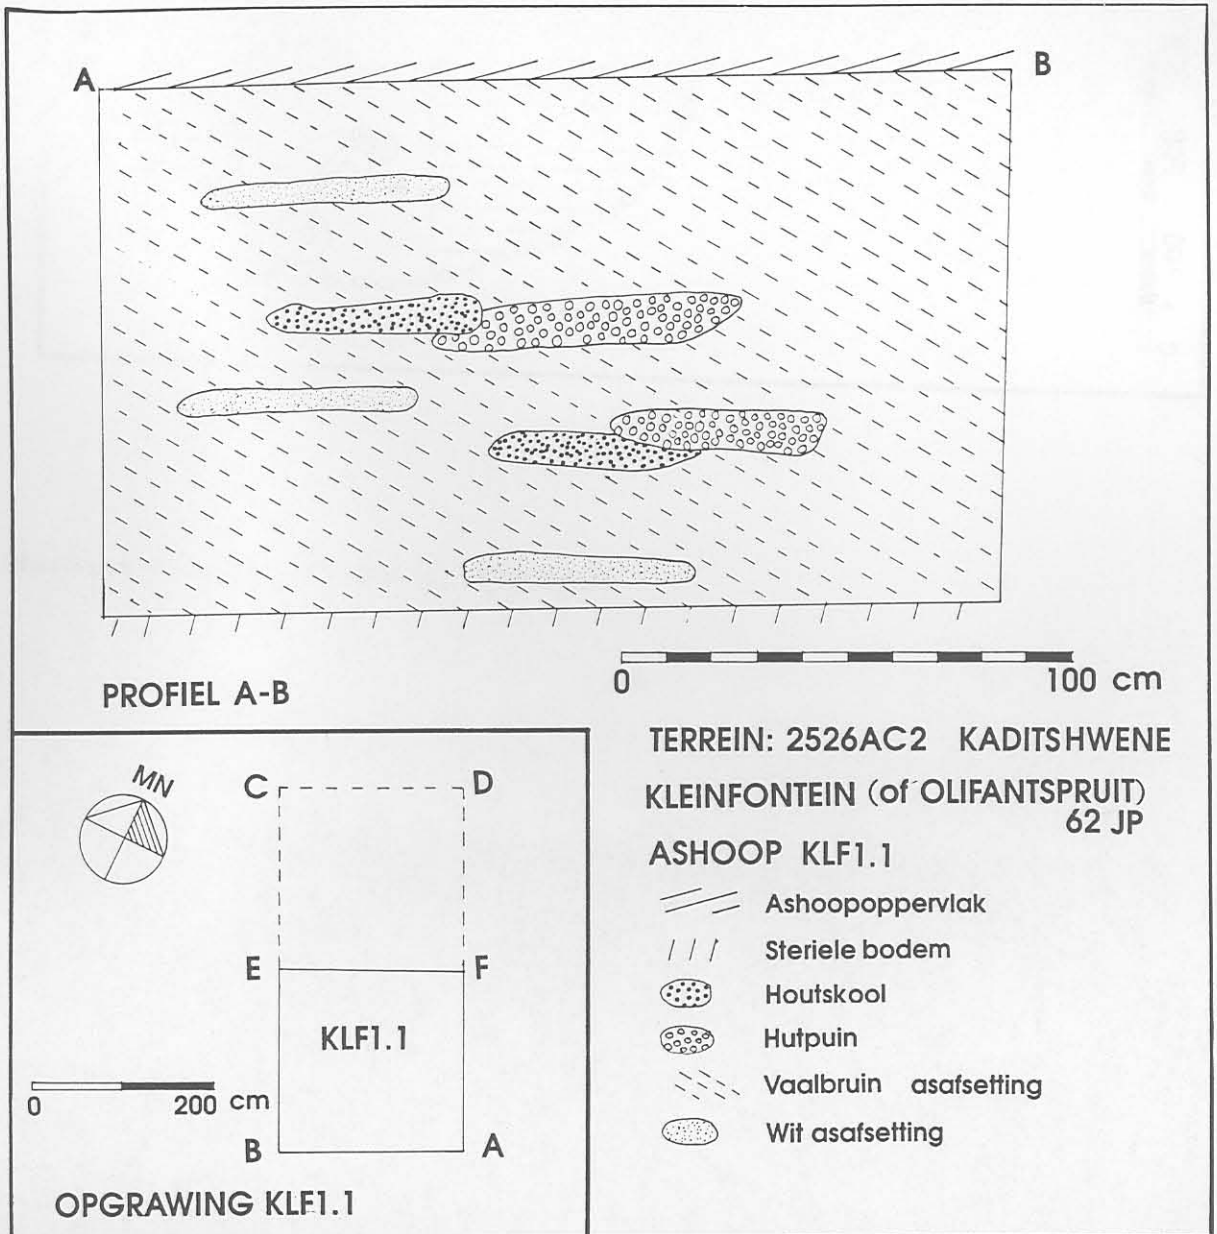 A
B
PROFIEL A-B
0 100 cm
TERREIN: 2526AC2 KADITSHWENE
KLEINFONTEIN (of OLIFANTSPRUIT)
62 JP
ASHOOP KLF1.1
Ashoopoppervlak
Steriele bodem
Houtskool
Hutpuin
Vaalbruin asafsetting
Wit asafsetting
MN
C
D
E
F
KLF1.1
0 200 cm
B
A
OPGRAWING KLF1.1